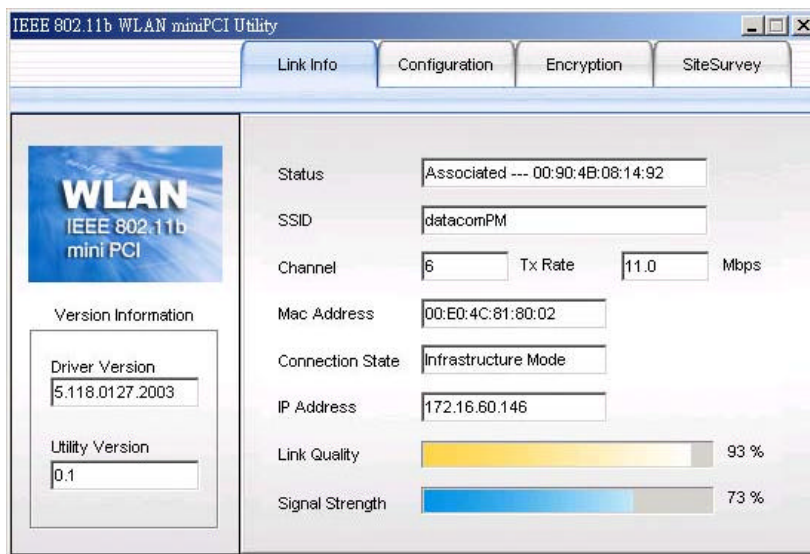 IEEE 802.11b WLAN miniPCI Utility
Link Info
Configuration
Encryption
SiteSurvey
WLAN
IEEE 802.11b
mini PCI
Version Information
Driver Version
5.118.0127.2003
Utility Version
0.1
Status Associated --- 00:90:4B:08:14:92
SSID datacomPM
Channel 6 Tx Rate 11.0 Mbps
Mac Address 00:E0:4C:81:80:02
Connection State Infrastructure Mode
IP Address 172.16.60.146
Link Quality 93 %
Signal Strength 73 %